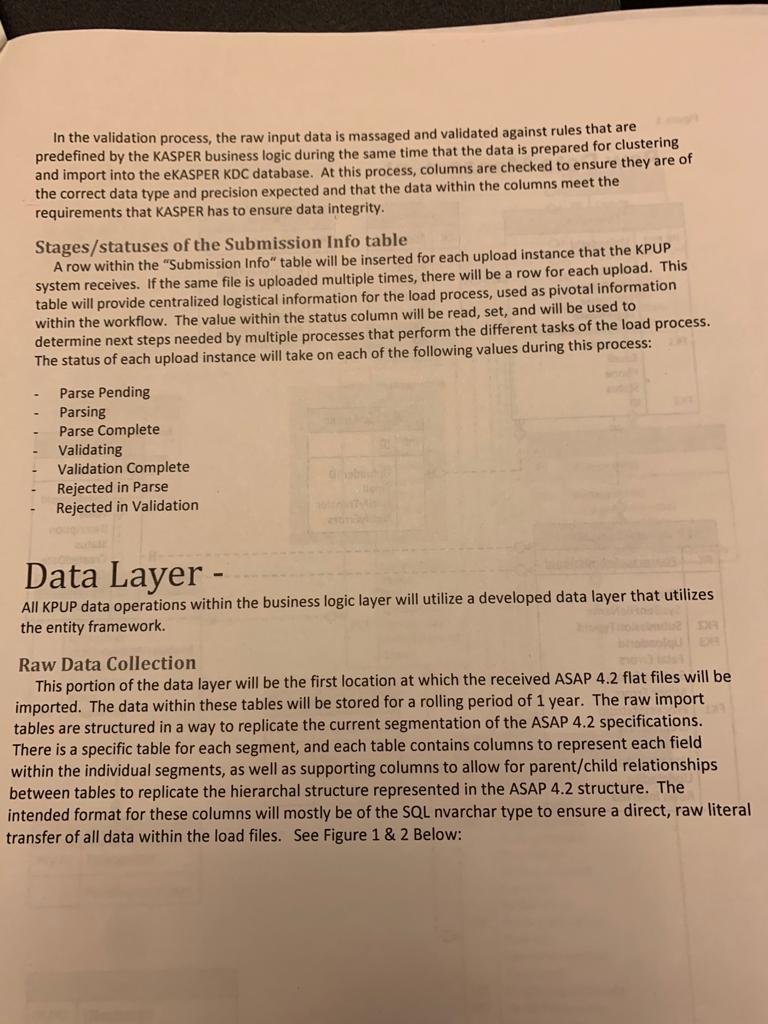 In the validation process, the raw input data is massaged and validated against rules that are
predefined by the KASPER business logic during the same time that the data is prepared for clustering
and import into the eKASPER KDC database. At this process, columns are checked to ensure they are of
the correct data type and precision expected and that the data within the columns meet the
requirements that KASPER has to ensure data integrity.
Stages/statuses of the Submission Info table
A row within the "Submission Info" table will be inserted for each upload instance that the KPUP
system receives. If the same file is uploaded multiple times, there will be a row for each upload. This
table will provide centralized logistical information for the load process, used as pivotal information
within the workflow. The value within the status column will be read, set, and will be used to
determine next steps needed by multiple processes that perform the different tasks of the load process.
The status of each upload instance will take on each of the following values during this process:
- Parse Pending
- Parsing
- Parse Complete
- Validating
- Validation Complete
- Rejected in Parse
- Rejected in Validation
Data Layer -
All KPUP data operations within the business logic layer will utilize a developed data layer that utilizes
the entity framework.
Raw Data Collection
This portion of the data layer will be the first location at which the received ASAP 4.2 flat files will be
imported. The data within these tables will be stored for a rolling period of 1 year. The raw import
tables are structured in a way to replicate the current segmentation of the ASAP 4.2 specifications.
There is a specific table for each segment, and each table contains columns to represent each field
within the individual segments, as well as supporting columns to allow for parent/child relationships
between tables to replicate the hierarchal structure represented in the ASAP 4.2 structure. The
intended format for these columns will mostly be of the SQL nvarchar type to ensure a direct, raw literal
transfer of all data within the load files. See Figure 1 & 2 Below: